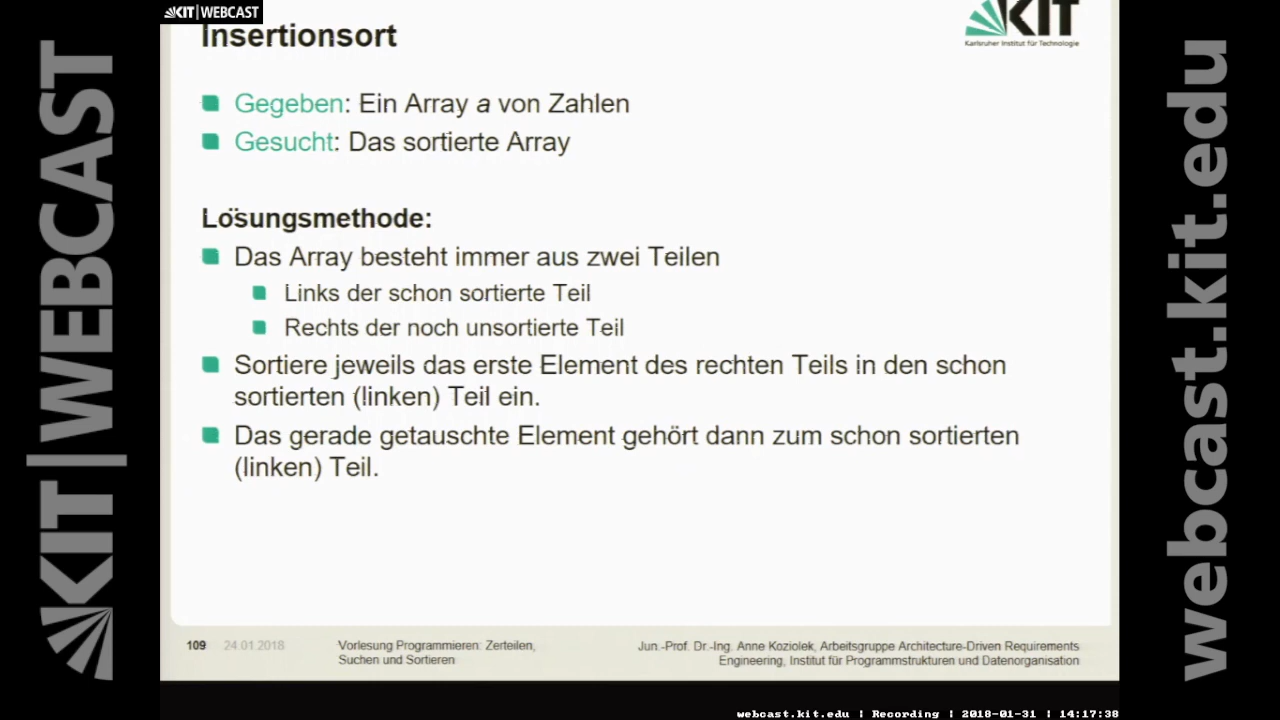 KIT | WEBCAST
Insertionsort
KIT
Karlsruher Institut für Technologie
Gegeben: Ein Array a von Zahlen
Gesucht: Das sortierte Array
Lösungsmethode:
Das Array besteht immer aus zwei Teilen
Links der schon sortierte Teil
Rechts der noch unsortierte Teil
Sortiere jeweils das erste Element des rechten Teils in den schon
sortierten (linken) Teil ein.
Das gerade getauschte Element gehört dann zum schon sortierten
(linken) Teil.
109 24.01.2018
Vorlesung Programmieren: Zerteilen,
Suchen und Sortieren
Jun.-Prof. Dr.-Ing. Anne Koziolek, Arbeitsgruppe Architecture-Driven Requirements
Engineering, Institut für Programmstrukturen und Datenorganisation
webcast.kit.edu | Recording | 2018-01-31 | 14:17:38
KIT | WEBCAST
webcast.kit.edu